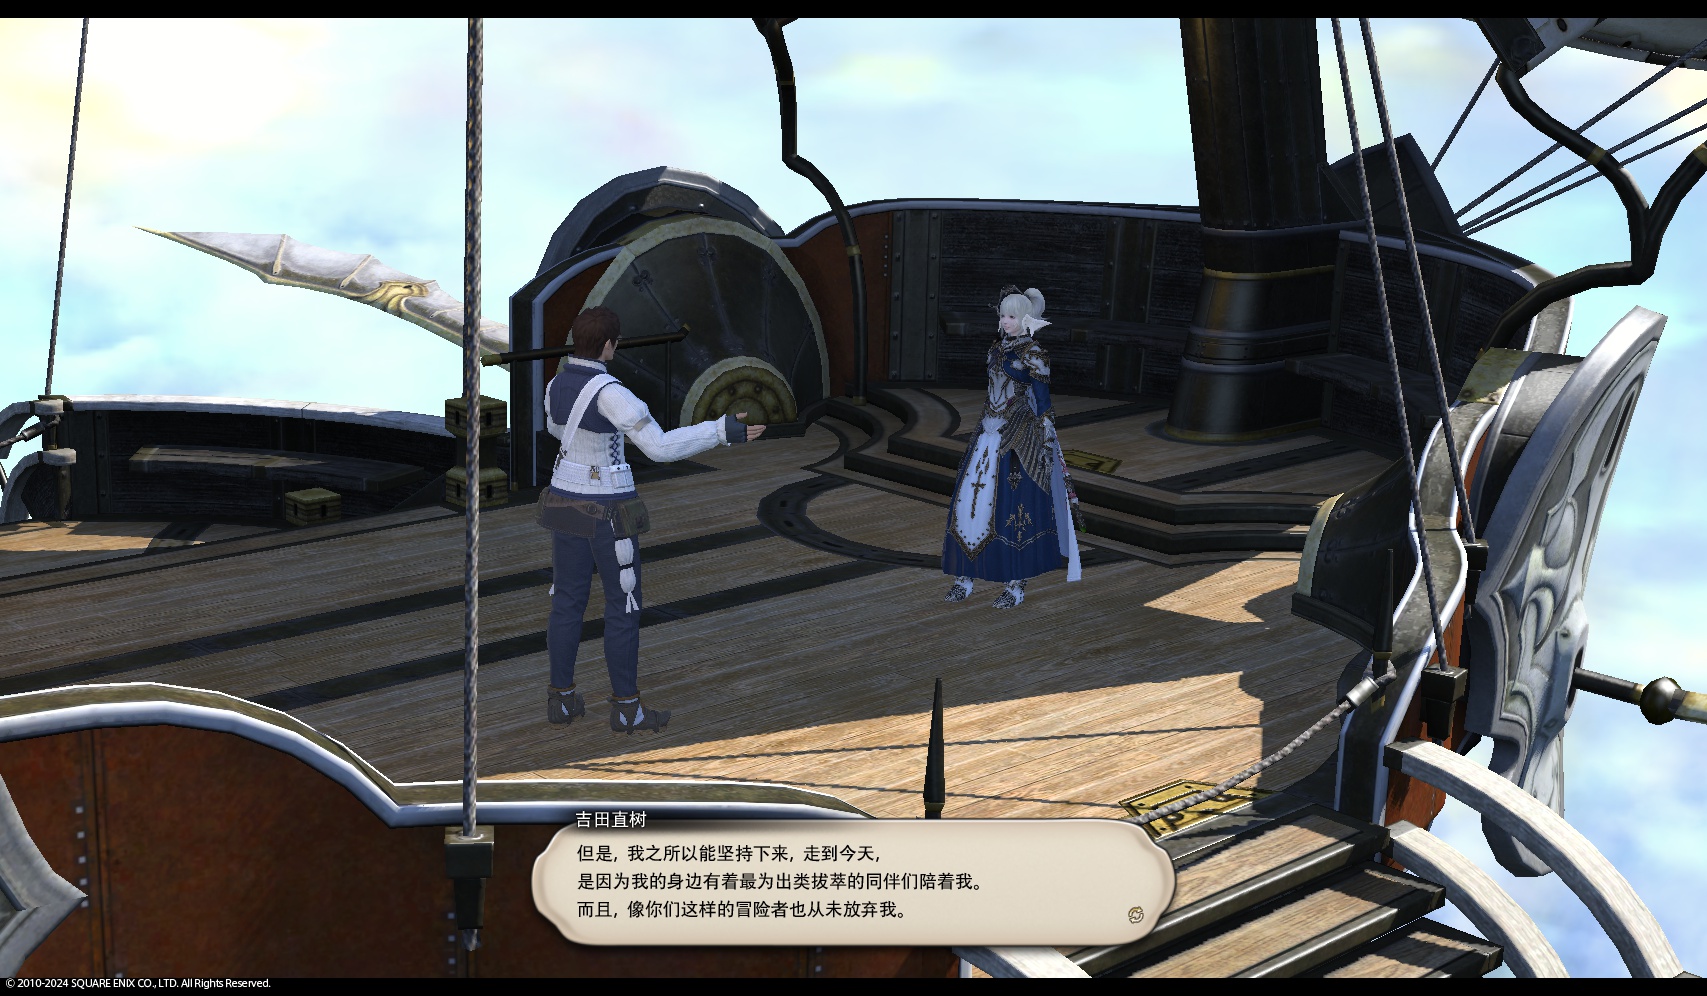 吉田直树
但是，我之所以能坚持下来，走到今天，
是因为我的身边有着最为出类拔萃的同伴们陪着我。
而且，像你们这样的冒险者也从未放弃我。
© 2010-2024 SQUARE ENIX CO., LTD. All Rights Reserved.